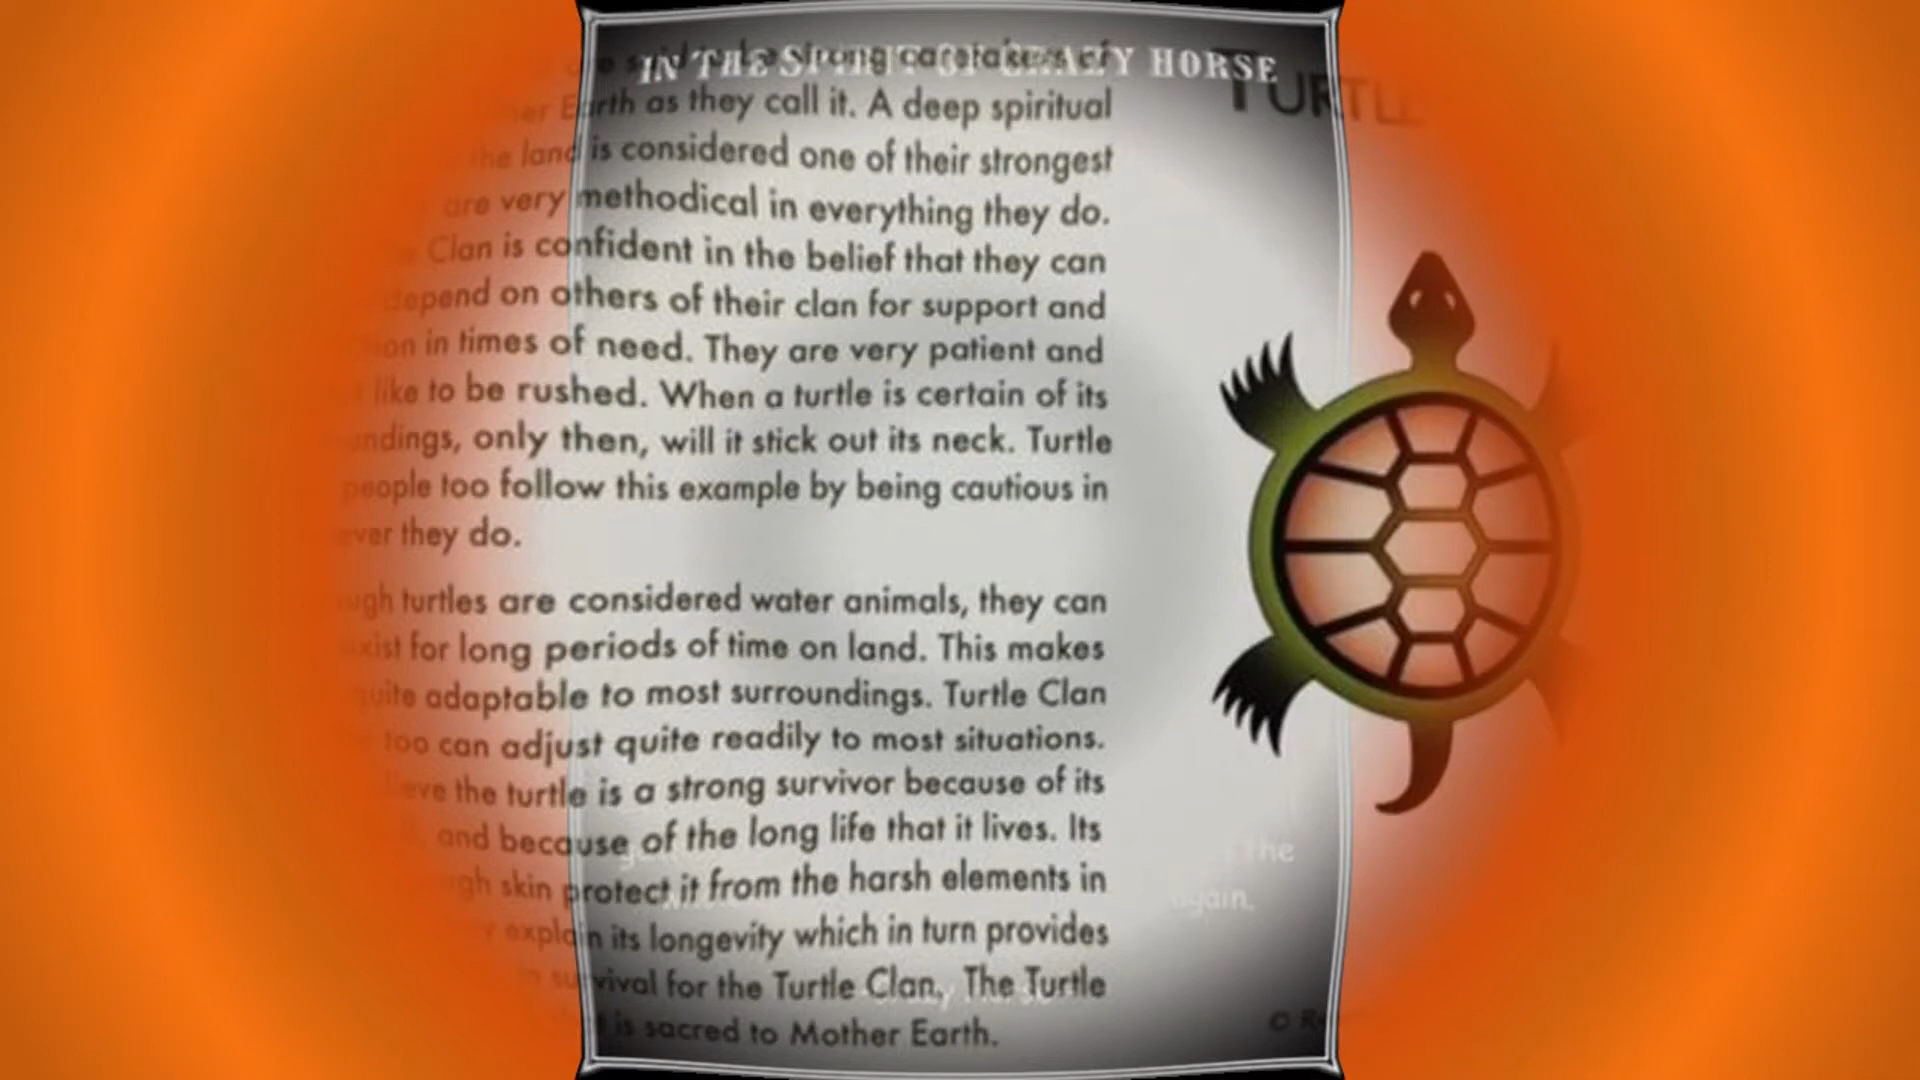 IN THE SPIRIT OF CRAZY HORSE
strong caretakers of
TURTLE
Earth as they call it. A deep spiritual
the land is considered one of their strongest
are very methodical in everything they do.
Clan is confident in the belief that they can
depend on others of their clan for support and
in times of need. They are very patient and
like to be rushed. When a turtle is certain of its
only then, will it stick out its neck. Turtle
people too follow this example by being cautious in
they do.
turtles are considered water animals, they can
for long periods of time on land. This makes
quite adaptable to most surroundings. Turtle Clan
too can adjust quite readily to most situations.
the turtle is a strong survivor because of its
and because of the long life that it lives. Its
skin protect it from the harsh elements in
The
again.
explain its longevity which in turn provides
survival for the Turtle Clan. The Turtle
is sacred to Mother Earth.
©